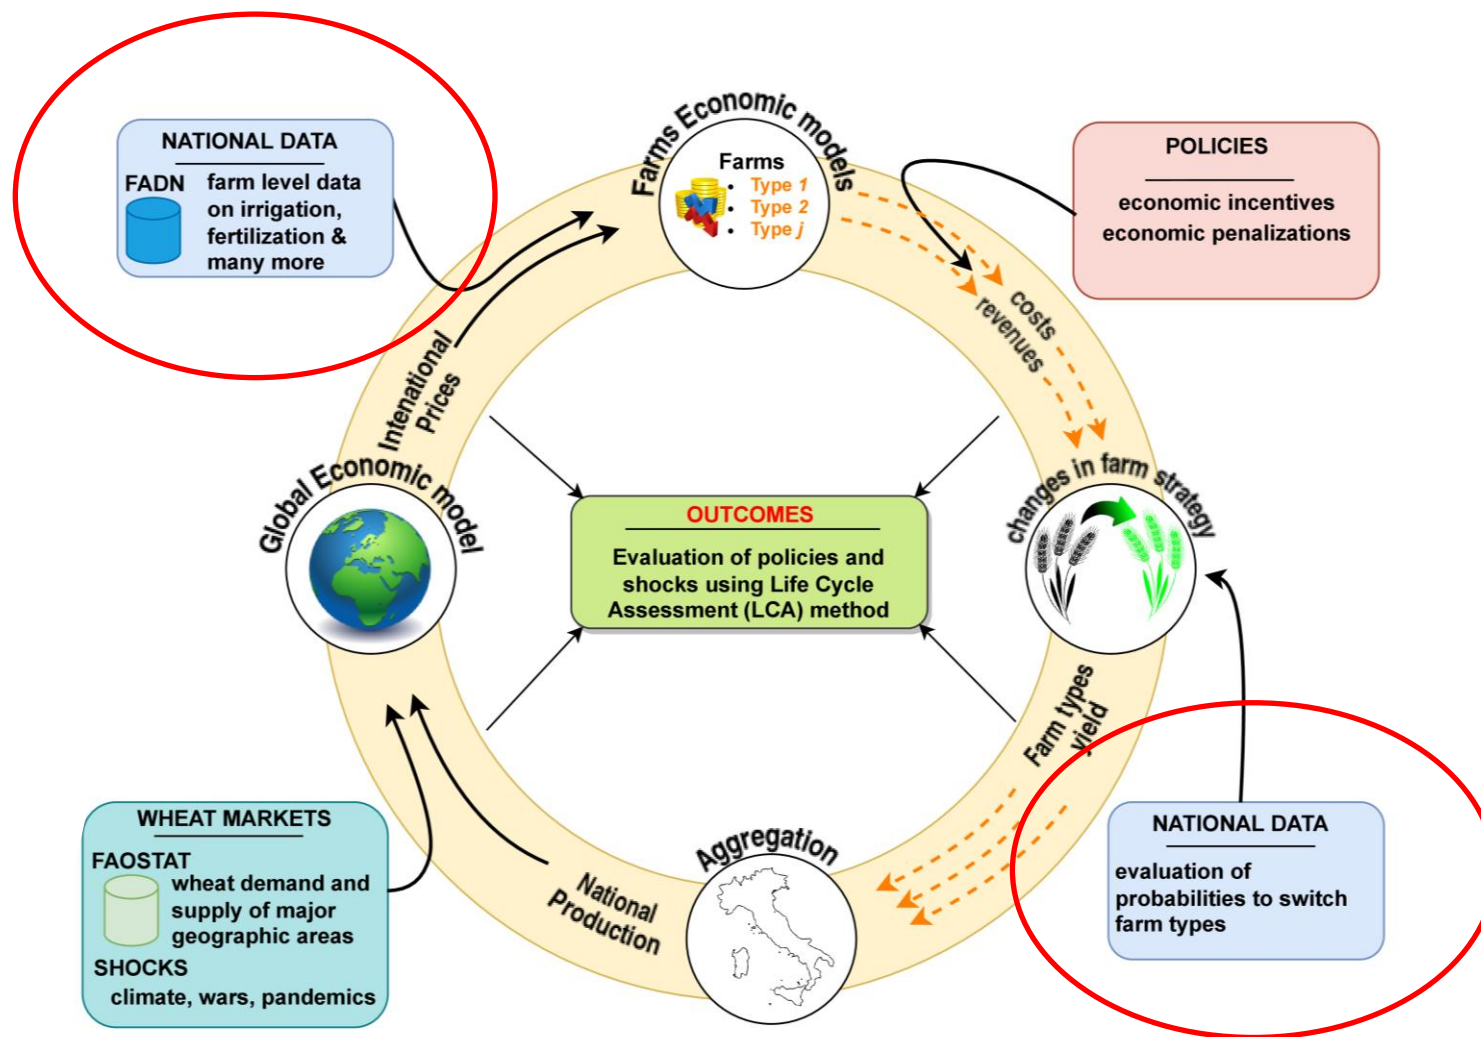 NATIONAL DATA
FADN
farm level data
on irrigation,
fertilization &
many more
Farms Economic models
Farms
• Type 1
• Type 2
• Type j
POLICIES
economic incentives
economic penalizations
costs
revenues
Intenational
Prices
Global Economic model
changes in farm strategy
OUTCOMES
Evaluation of policies and
shocks using Life Cycle
Assessment (LCA) method
Farm types
yield
NATIONAL DATA
evaluation of
probabilities to switch
farm types
Aggregation
National
Production
WHEAT MARKETS
FAOSTAT
wheat demand and
supply of major
geographic areas
SHOCKS
climate, wars, pandemics